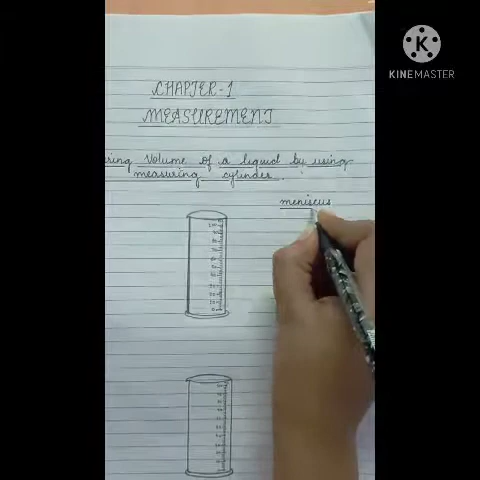 KINEMASTER
CHAPTER-1
MEASUREMENT
ring Volume of a liquid by using
measuring cylinder.
meniscus